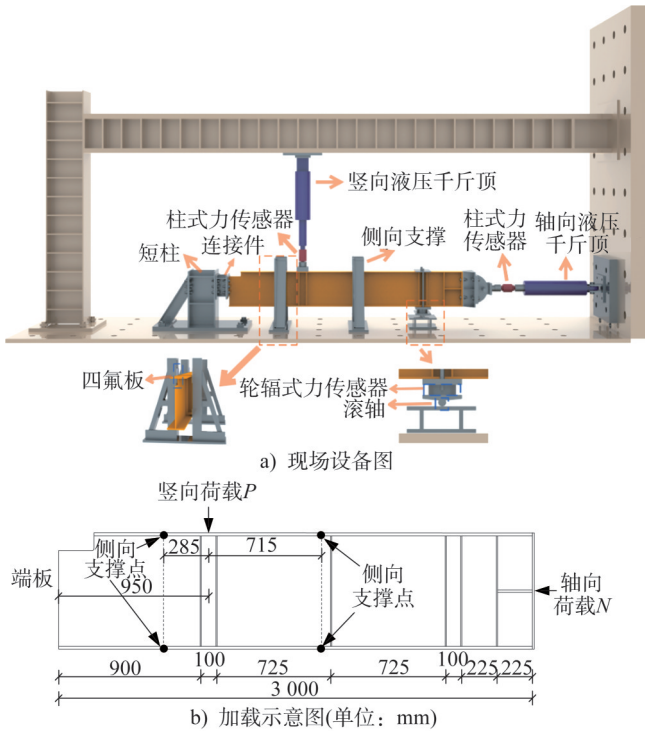 竖向液压千斤顶
柱式力传感器
连接件
短柱
侧向支撑
柱式力
传感器
轴向液压
千斤顶
四氟板
轮辐式力传感器
滚轴
a) 现场设备图
竖向荷载P
侧向
支撑点
285
715
侧向
支撑点
端板
950
轴向
荷载N
900
100
725
725
100
225
225
3 000
b) 加载示意图(单位：mm)